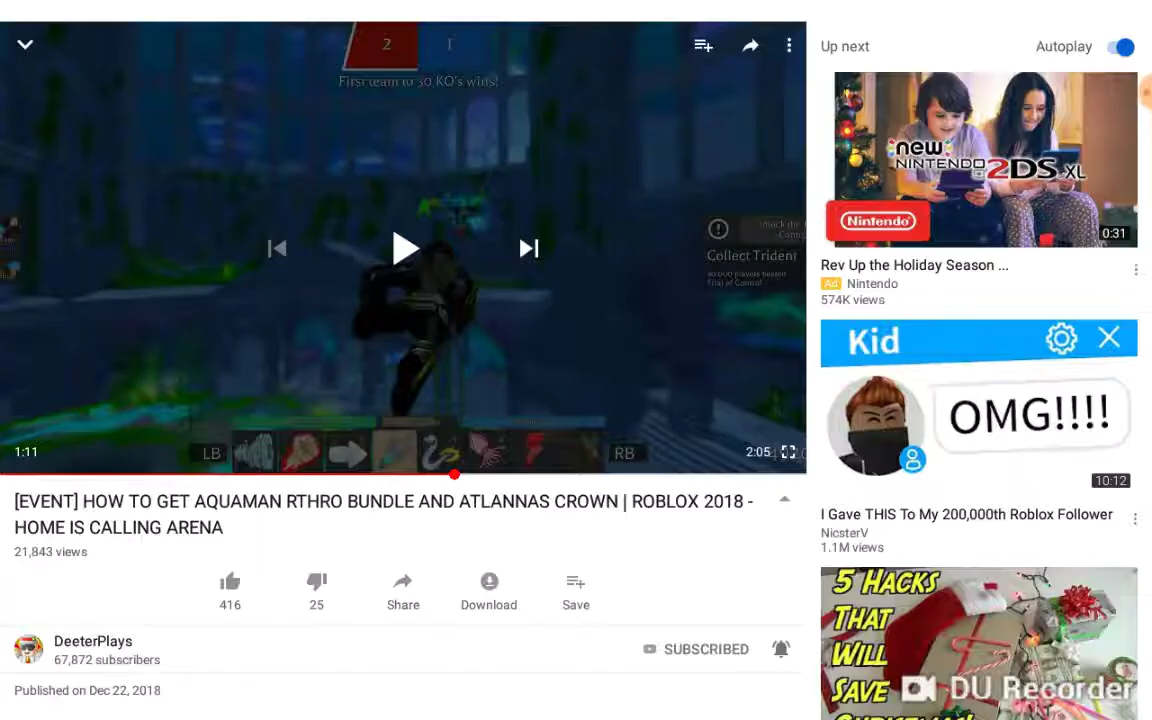 2 1
First team to 30 KO's wins!
Collect Trident
LB
RB
1:11
2:05
[EVENT] HOW TO GET AQUAMAN RTHRO BUNDLE AND ATLANNAS CROWN | ROBLOX 2018 -
HOME IS CALLING ARENA
21,843 views
416
25
Share
Download
Save
DeeterPlays
67,872 subscribers
SUBSCRIBED
Published on Dec 22, 2018
Up next
Autoplay
new
NINTENDO 2DS XL
Nintendo
0:31
Rev Up the Holiday Season ...
Ad Nintendo
574K views
Kid
OMG!!!!
10:12
I Gave THIS To My 200,000th Roblox Follower
NicsterV
1.1M views
5 HACKS
THAT
WILL
SAVE
DU Recorder